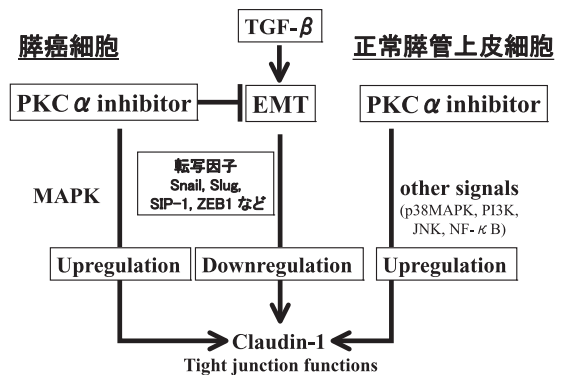 膵癌細胞
TGF-β
正常膵管上皮細胞
PKCα inhibitor
EMT
PKCα inhibitor
転写因子
Snail, Slug,
SIP-1, ZEB1 など
MAPK
other signals
(p38MAPK, PI3K,
JNK, NF-κB)
Upregulation
Downregulation
Upregulation
Claudin-1
Tight junction functions